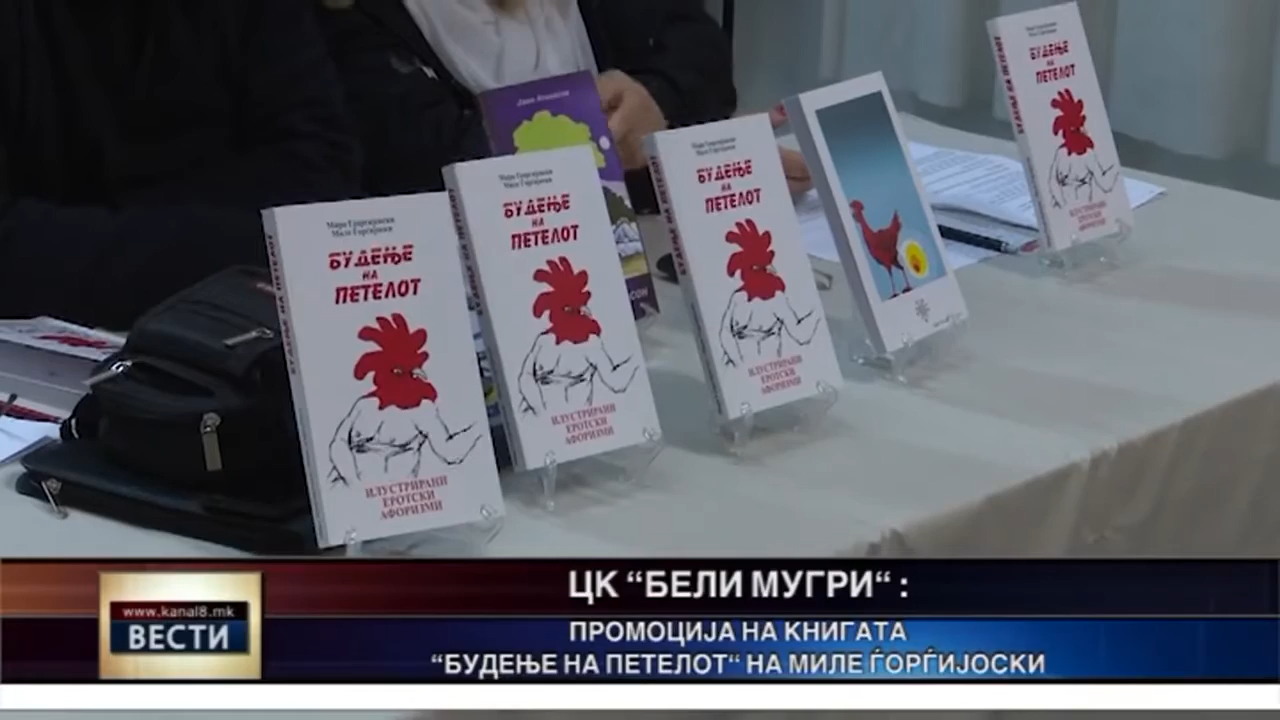 Миле Ѓорѓијоски
БУДЕЊЕ
НА
ПЕТЕЛОТ
ИЛУСТРИРАНИ
ЕРОТСКИ
АФОРИЗМИ
БУДЕЊЕ
НА
ПЕТЕЛОТ
ИЛУСТРИРАНИ
ЕРОТСКИ
АФОРИЗМИ
БУДЕЊЕ
НА
ПЕТЕЛОТ
ИЛУСТРИРАНИ
ЕРОТСКИ
АФОРИЗМИ
БУДЕЊЕ
НА
ПЕТЕЛОТ
ИЛУСТРИРАНИ
ЕРОТСКИ
АФОРИЗМИ
www.kanal8.mk
ВЕСТИ
ЦК “БЕЛИ МУГРИ“ :
ПРОМОЦИЈА НА КНИГАТА
“БУДЕЊЕ НА ПЕТЕЛОТ“ НА МИЛЕ ЃОРЃИЈОСКИ